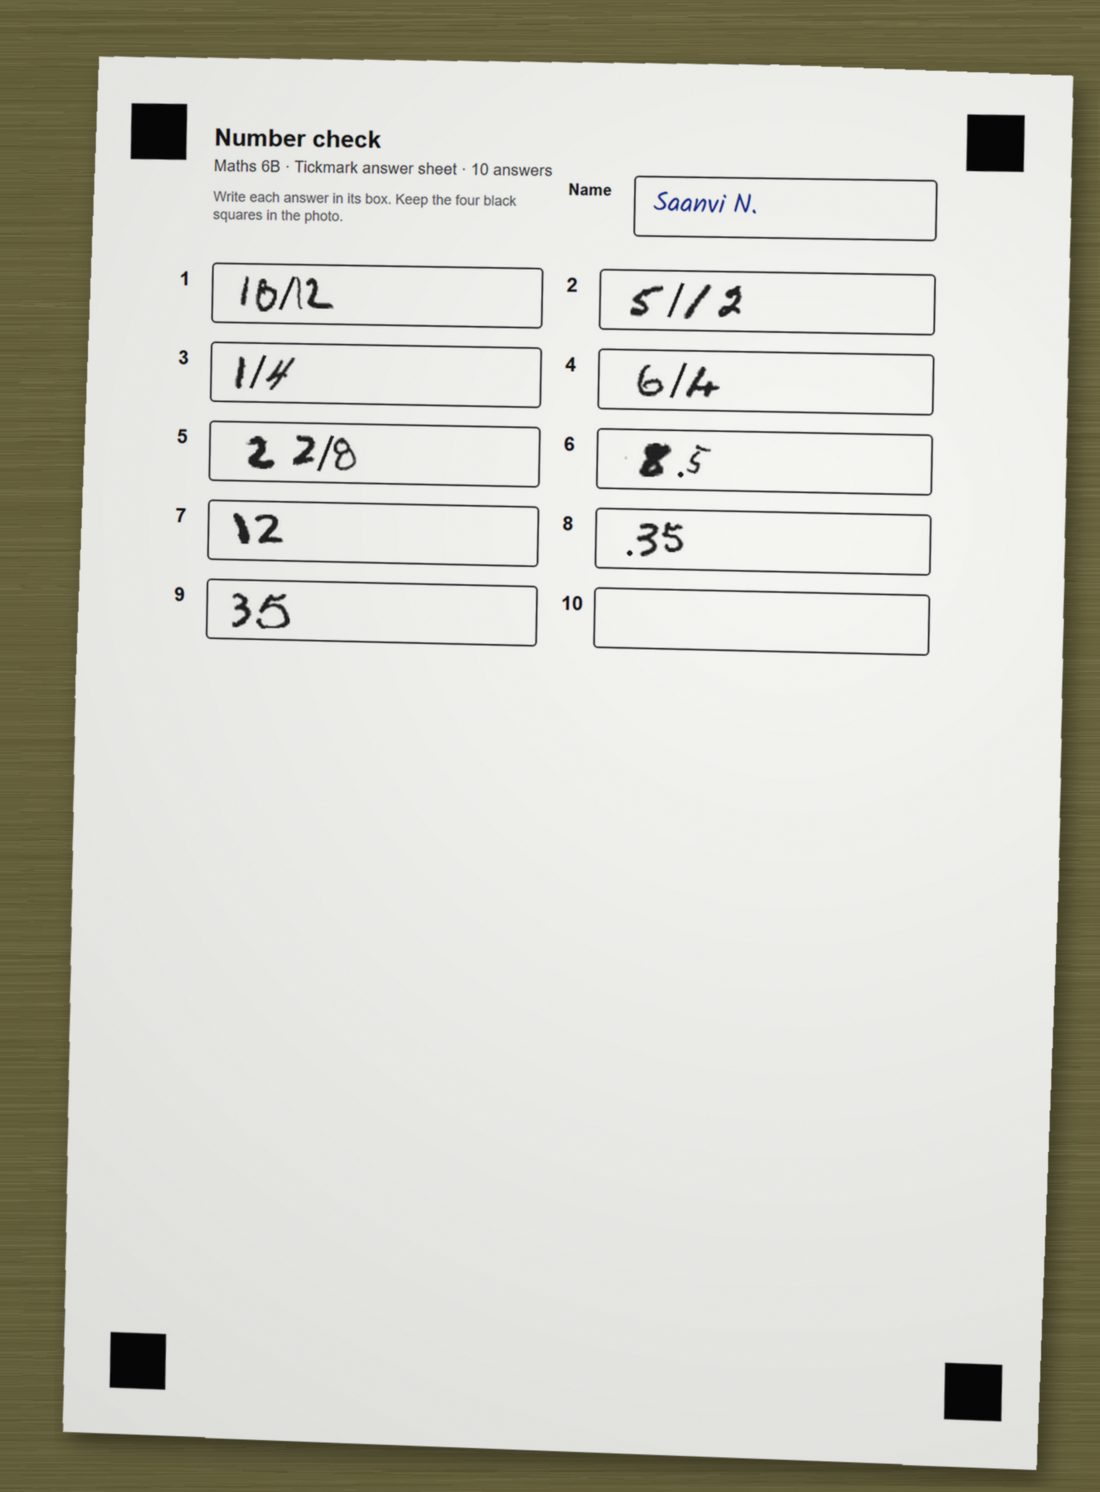 Number check
Maths 6B · Tickmark answer sheet · 10 answers
Write each answer in its box. Keep the four black
squares in the photo.
Name Saanvi N.
1 10/12
2 5/12
3 1/4
4 6/4
5 2 2/8
6 8.5
7 12
8 .35
9 35
10